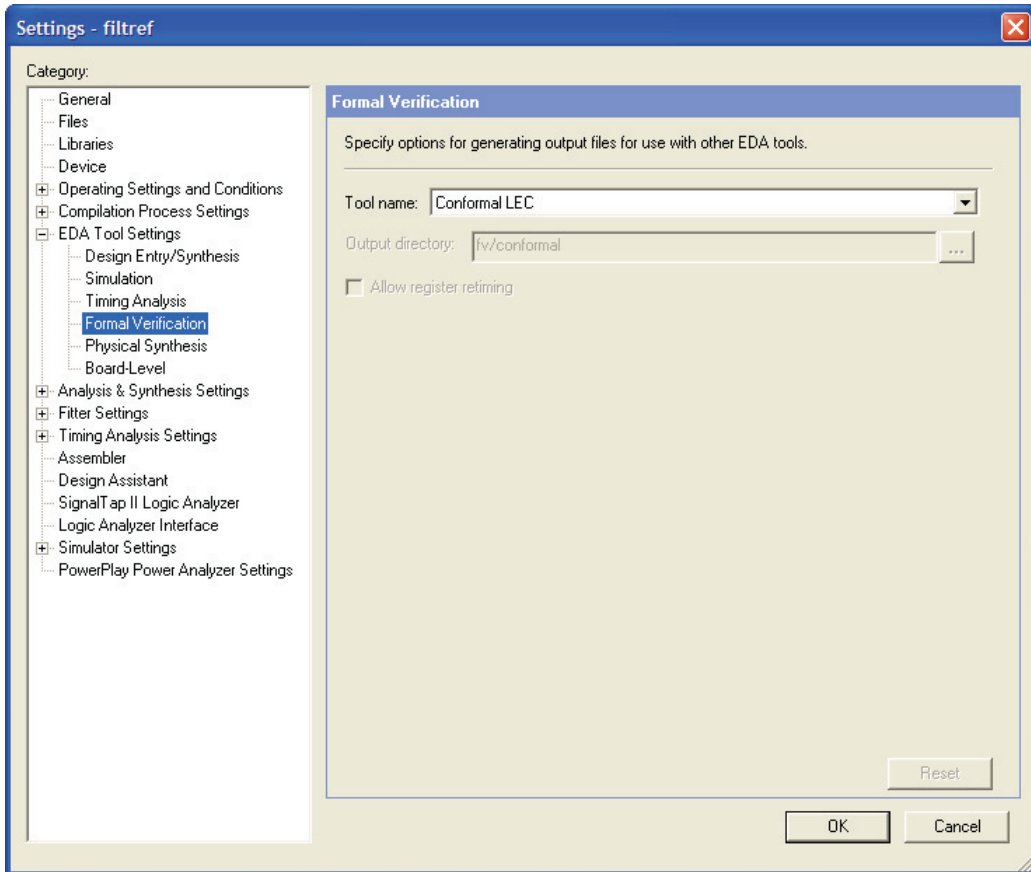 Settings - filtref
Category:
General
Files
Libraries
Device
Operating Settings and Conditions
Compilation Process Settings
EDA Tool Settings
Design Entry/Synthesis
Simulation
Timing Analysis
Formal Verification
Physical Synthesis
Board-Level
Analysis & Synthesis Settings
Fitter Settings
Timing Analysis Settings
Assembler
Design Assistant
SignalTap II Logic Analyzer
Logic Analyzer Interface
Simulator Settings
PowerPlay Power Analyzer Settings
Formal Verification
Specify options for generating output files for use with other EDA tools.
Tool name: Conformal LEC
Output directory: fv/conformal ...
Allow register retiming
Reset
OK Cancel